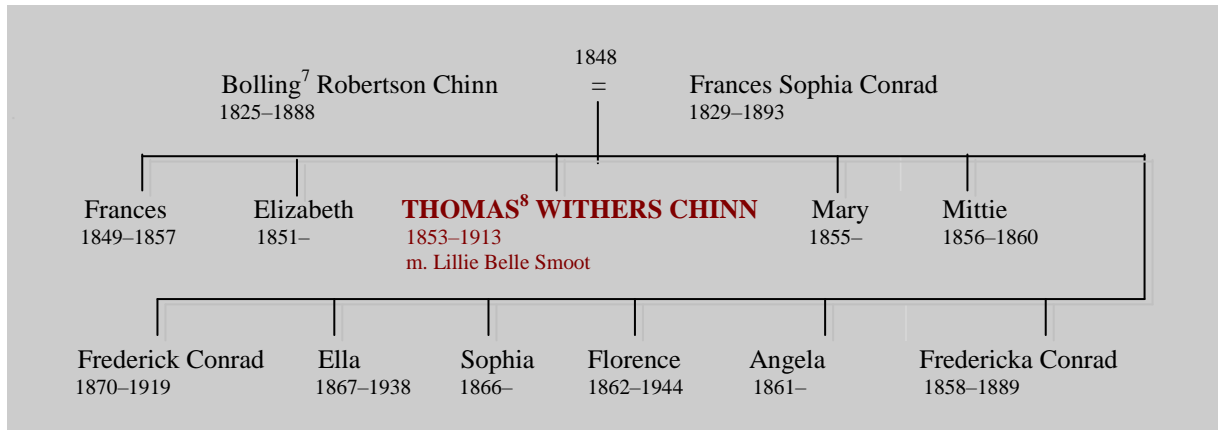 1848
Bolling7 Robertson Chinn = Frances Sophia Conrad
1825–1888 1829–1893
Frances Elizabeth THOMAS8 WITHERS CHINN Mary Mittie
1849–1857 1851– 1853–1913 1855– 1856–1860
m. Lillie Belle Smoot
Frederick Conrad Ella Sophia Florence Angela Fredericka Conrad
1870–1919 1867–1938 1866– 1862–1944 1861– 1858–1889